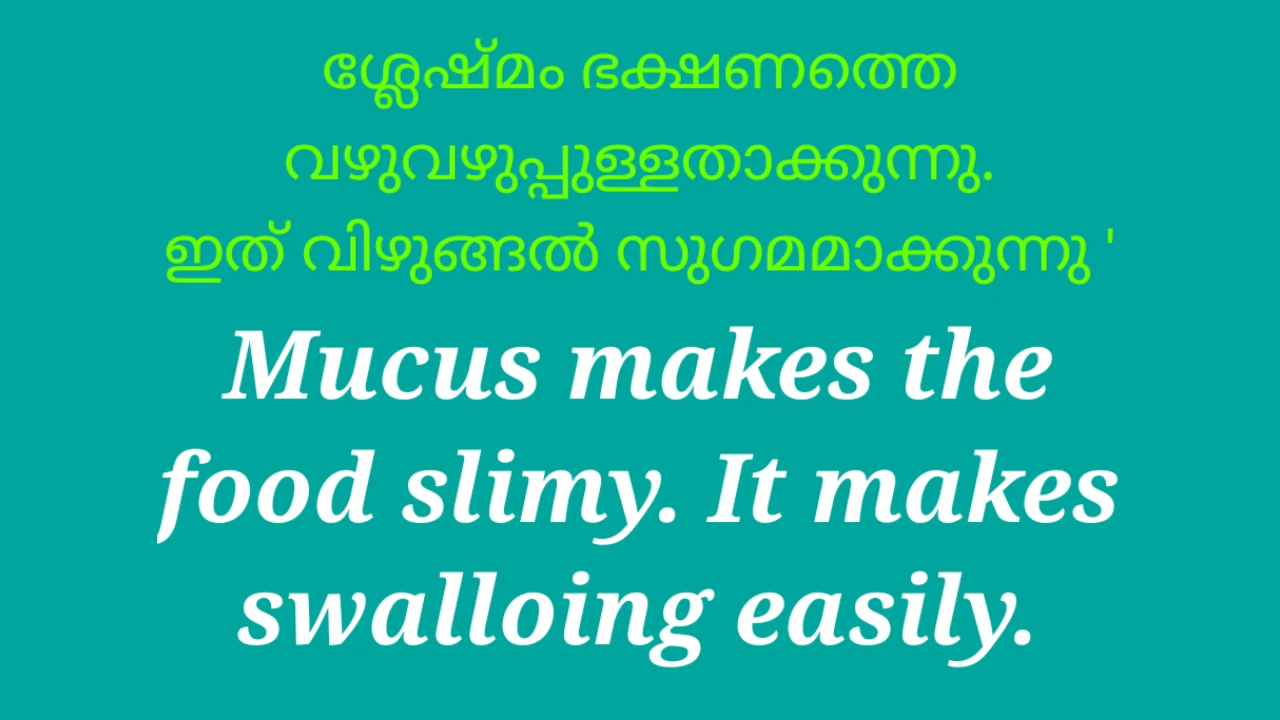 ശ്ലേഷ്മം ഭക്ഷണത്തെ
വഴുവഴുപ്പുള്ളതാക്കുന്നു.
ഇത് വിഴുങ്ങൽ സുഗമമാക്കുന്നു '
Mucus makes the
food slimy. It makes
swalloing easily.